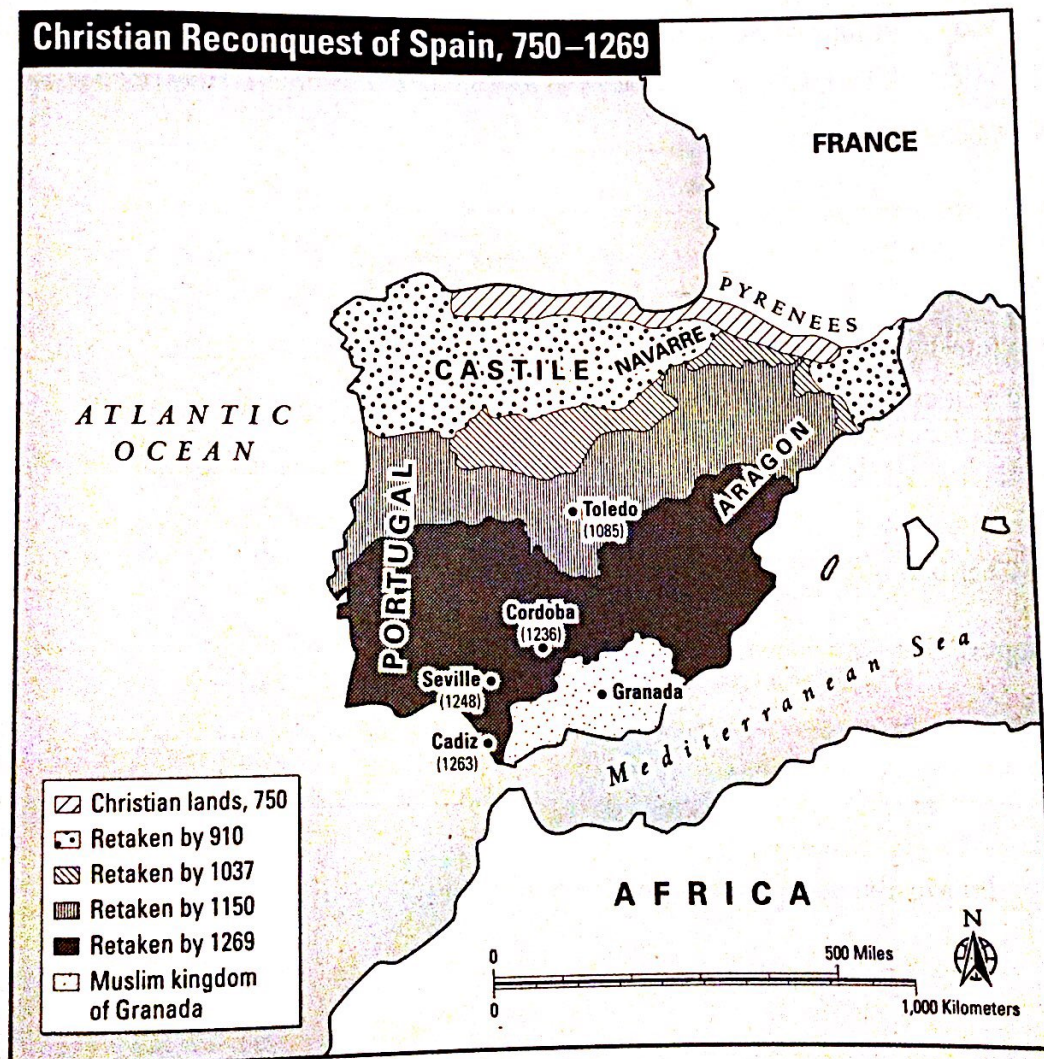 Christian Reconquest of Spain, 750–1269
FRANCE
PYRENEES
NAVARRE
CASTILE
ATLANTIC
OCEAN
ARAGON
PORTUGAL
Toledo
(1085)
Cordoba
(1236)
Seville
(1248)
Granada
Cadiz
(1263)
Mediterranean Sea
Christian lands, 750
Retaken by 910
Retaken by 1037
Retaken by 1150
Retaken by 1269
Muslim kingdom
of Granada
AFRICA
N
0
500 Miles
0
1,000 Kilometers